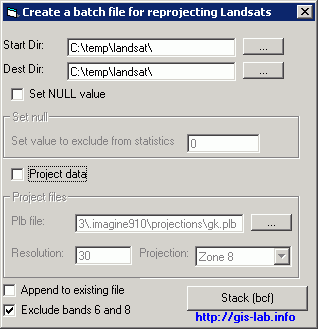 Create a batch file for reprojecting Landsats
Start Dir: C:\temp\landsat\ ...
Dest Dir: C:\temp\landsat\ ...
Set NULL value
Set null
Set value to exclude from statistics 0
Project data
Project files
Plb file: 3\.imagine910\projections\gk.plb ...
Resolution: 30 Projection: Zone 8
Append to existing file
Stack (bcf)
Exclude bands 6 and 8
http://gis-lab.info